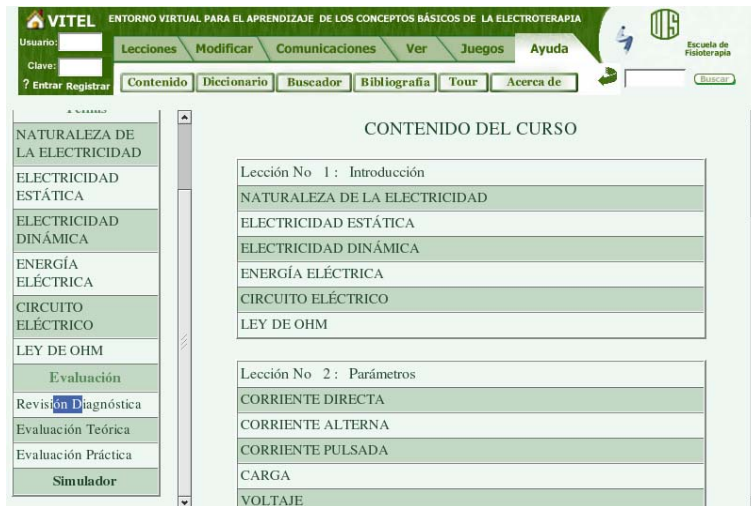 VITEL
ENTORNO VIRTUAL PARA EL APRENDIZAJE DE LOS CONCEPTOS BÁSICOS DE LA ELECTROTERAPIA
Usuario:
Clave:
? Entrar Registrar
Lecciones Modificar Comunicaciones Ver Juegos Ayuda
Contenido Diccionario Buscador Bibliografía Tour Acerca de
UIS
Escuela de
Fisioterapia
Buscar
Temas
NATURALEZA DE
LA ELECTRICIDAD
ELECTRICIDAD
ESTÁTICA
ELECTRICIDAD
DINÁMICA
ENERGÍA
ELÉCTRICA
CIRCUITO
ELÉCTRICO
LEY DE OHM
Evaluación
Revisión Diagnóstica
Evaluación Teórica
Evaluación Práctica
Simulador
CONTENIDO DEL CURSO
Lección No 1 : Introducción
NATURALEZA DE LA ELECTRICIDAD
ELECTRICIDAD ESTÁTICA
ELECTRICIDAD DINÁMICA
ENERGÍA ELÉCTRICA
CIRCUITO ELÉCTRICO
LEY DE OHM
Lección No 2 : Parámetros
CORRIENTE DIRECTA
CORRIENTE ALTERNA
CORRIENTE PULSADA
CARGA
VOLTAJE